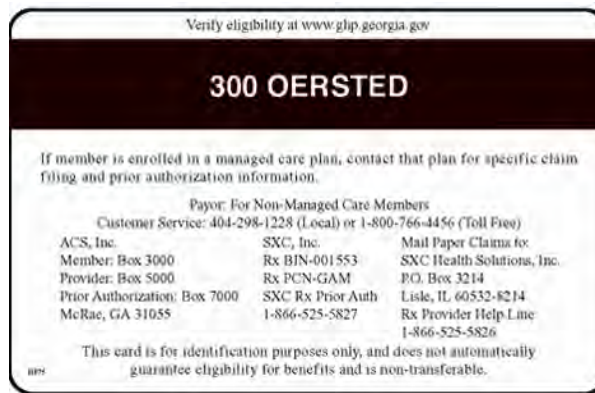 Verify eligibility at www.ghp.georgia.gov
300 OERSTED
If member is enrolled in a managed care plan, contact that plan for specific claim
filing and prior authorization information.
Payor: For Non-Managed Care Members
Customer Service: 404-298-1228 (Local) or 1-800-766-4456 (Toll Free)
ACS, Inc.
Member: Box 3000
Provider: Box 5000
Prior Authorization: Box 7000
McRae, GA 31055
SXC, Inc.
Rx BIN-001553
Rx PCN-GAM
SXC Rx Prior Auth
1-866-525-5827
Mail Paper Claims to:
SXC Health Solutions, Inc.
P.O. Box 3214
Lisle, IL 60532-8214
Rx Provider Help Line
1-866-525-5826
This card is for identification purposes only, and does not automatically
guarantee eligibility for benefits and is non-transferable.